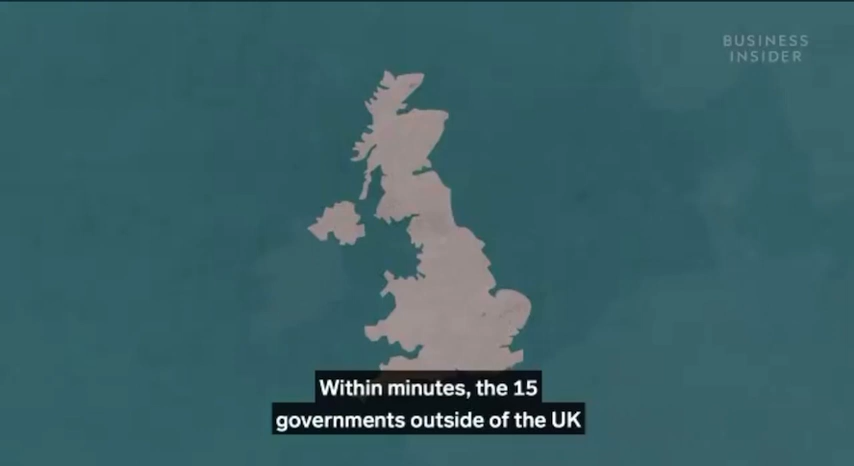 BUSINESS
INSIDER
Within minutes, the 15
governments outside of the UK